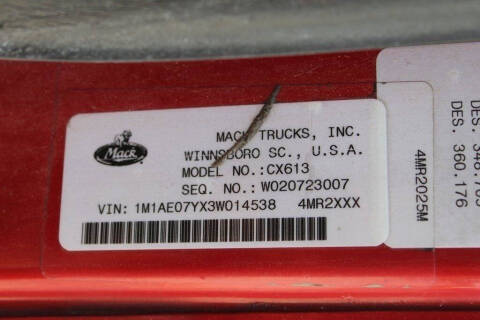 Mack
MACK TRUCKS, INC.
WINNSBORO SC., U.S.A.
MODEL NO.:CX613
SEQ. NO.: W020723007
VIN: 1M1AE07YX3W014538 4MR2XXX
4MR2025M
DES. 360.176
DES.